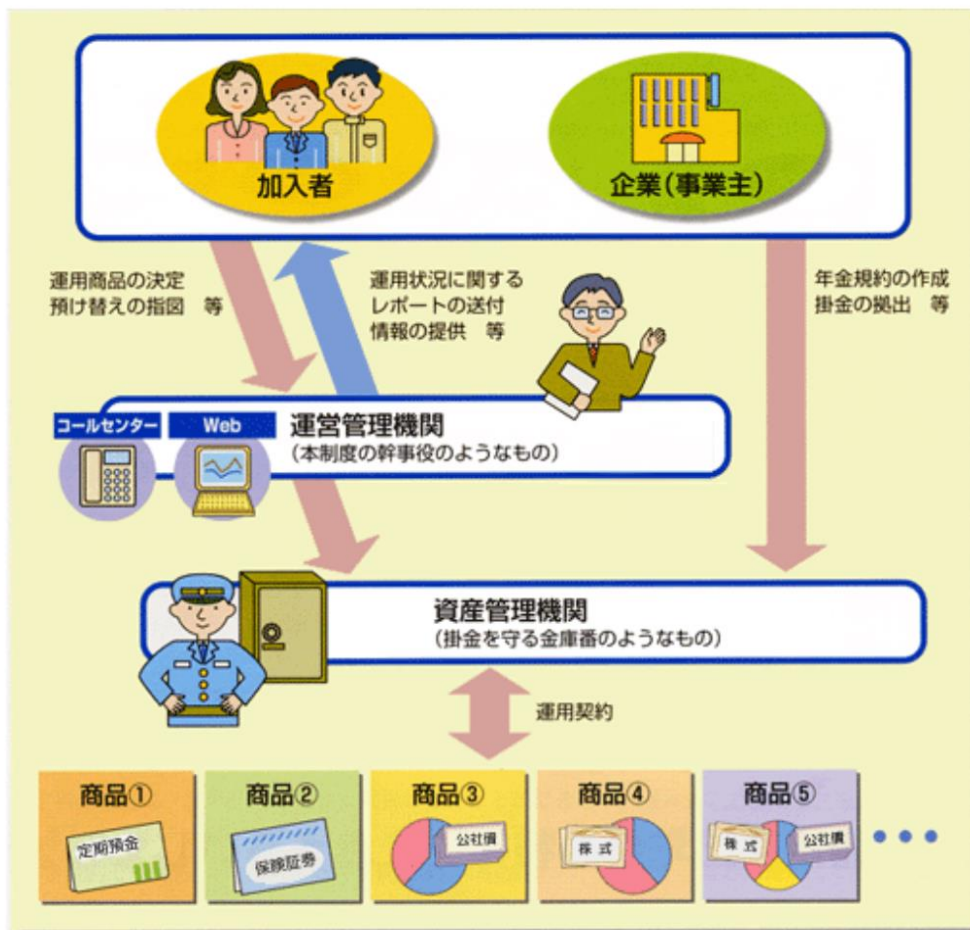 加入者
企業(事業主)
運用商品の決定
預け替えの指図 等
運用状況に関する
レポートの送付
情報の提供 等
年金規約の作成
掛金の拠出 等
コールセンター
Web
運営管理機関
(本制度の幹事役のようなもの)
資産管理機関
(掛金を守る金庫番のようなもの)
運用契約
商品①
定期預金
商品②
保険証券
商品③
公社債
商品④
株式
商品⑤
株式
公社債